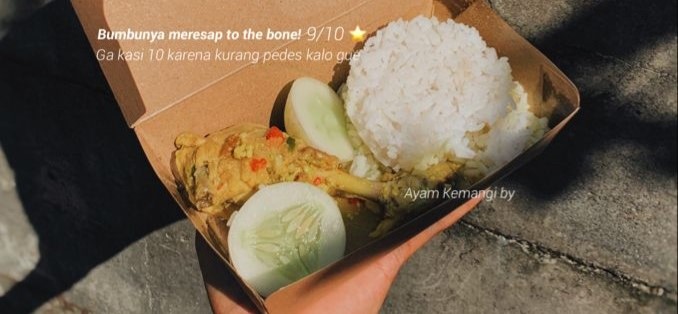 Bumbunya meresap to the bone! 9/10 ⭐
Ga kasi 10 karena kurang pedes kalo gue
Ayam Kemangi by